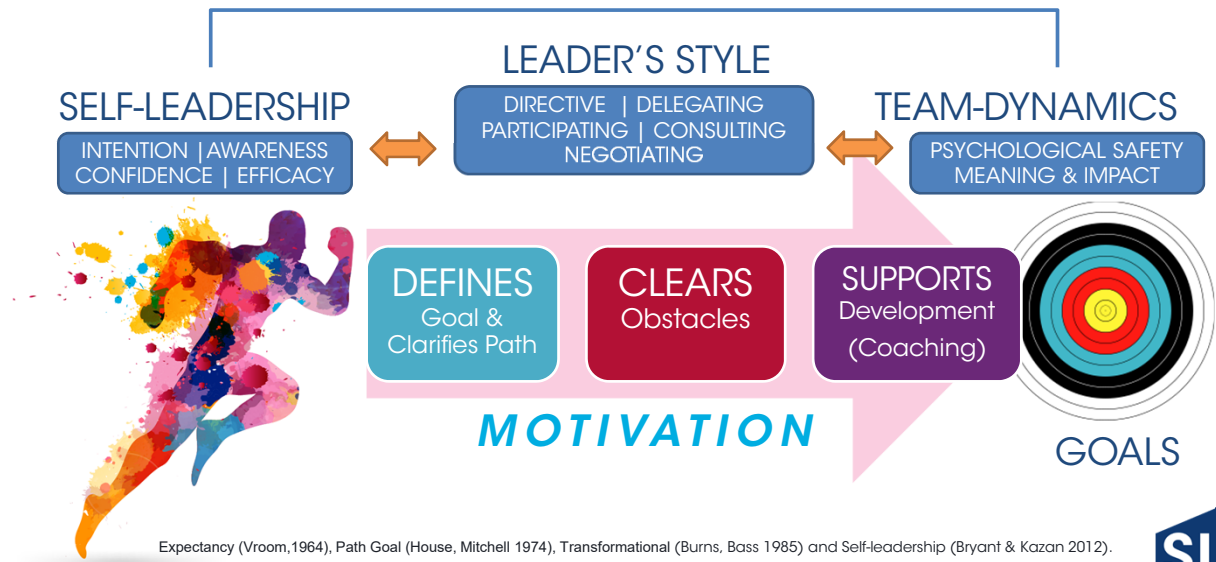 LEADER'S STYLE
SELF-LEADERSHIP
TEAM-DYNAMICS
DIRECTIVE | DELEGATING
PARTICIPATING | CONSULTING
NEGOTIATING
INTENTION |AWARENESS
CONFIDENCE | EFFICACY
PSYCHOLOGICAL SAFETY
MEANING & IMPACT
DEFINES
Goal &
Clarifies Path
CLEARS
Obstacles
SUPPORTS
Development
(Coaching)
MOTIVATION
GOALS
Expectancy (Vroom,1964), Path Goal (House, Mitchell 1974), Transformational (Burns, Bass 1985) and Self-leadership (Bryant & Kazan 2012).